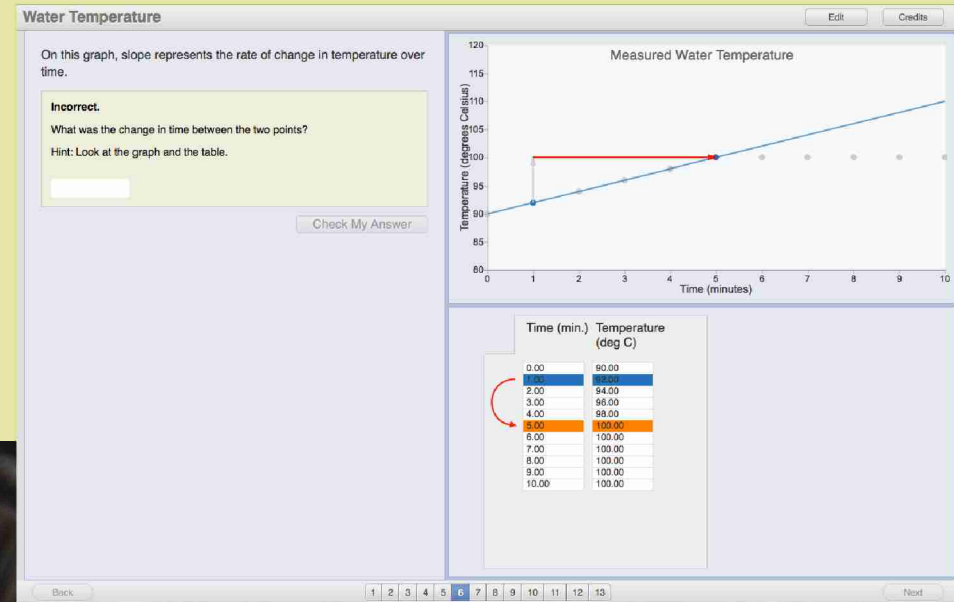 Water Temperature
Edit
Credits
On this graph, slope represents the rate of change in temperature over
time.
Incorrect.
What was the change in time between the two points?
Hint: Look at the graph and the table.
Check My Answer
Measured Water Temperature
Temperature (degrees Celsius)
120
115
110
105
100
95
90
85
80
0 1 2 3 4 5 6 7 8 9 10
Time (minutes)
Time (min.) Temperature
(deg C)
0.00 90.00
1.00 92.00
2.00 94.00
3.00 96.00
4.00 98.00
5.00 100.00
6.00 100.00
7.00 100.00
8.00 100.00
9.00 100.00
10.00 100.00
Back
1 2 3 4 5 6 7 8 9 10 11 12 13
Next